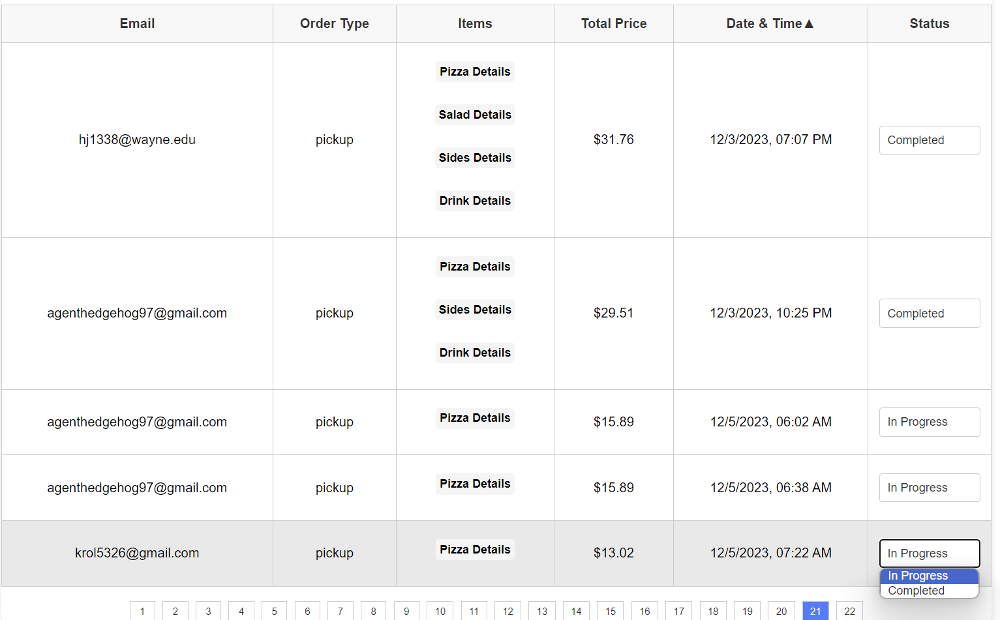 Email Order Type Items Total Price Date & Time▲ Status
Pizza Details
Salad Details
hj1338@wayne.edu pickup $31.76 12/3/2023, 07:07 PM Completed
Sides Details
Drink Details
Pizza Details
agenthedgehog97@gmail.com pickup Sides Details $29.51 12/3/2023, 10:25 PM Completed
Drink Details
agenthedgehog97@gmail.com pickup Pizza Details $15.89 12/5/2023, 06:02 AM In Progress
agenthedgehog97@gmail.com pickup Pizza Details $15.89 12/5/2023, 06:38 AM In Progress
krol5326@gmail.com pickup Pizza Details $13.02 12/5/2023, 07:22 AM In Progress
In Progress
Completed
1 2 3 4 5 6 7 8 9 10 11 12 13 14 15 16 17 18 19 20 21 22